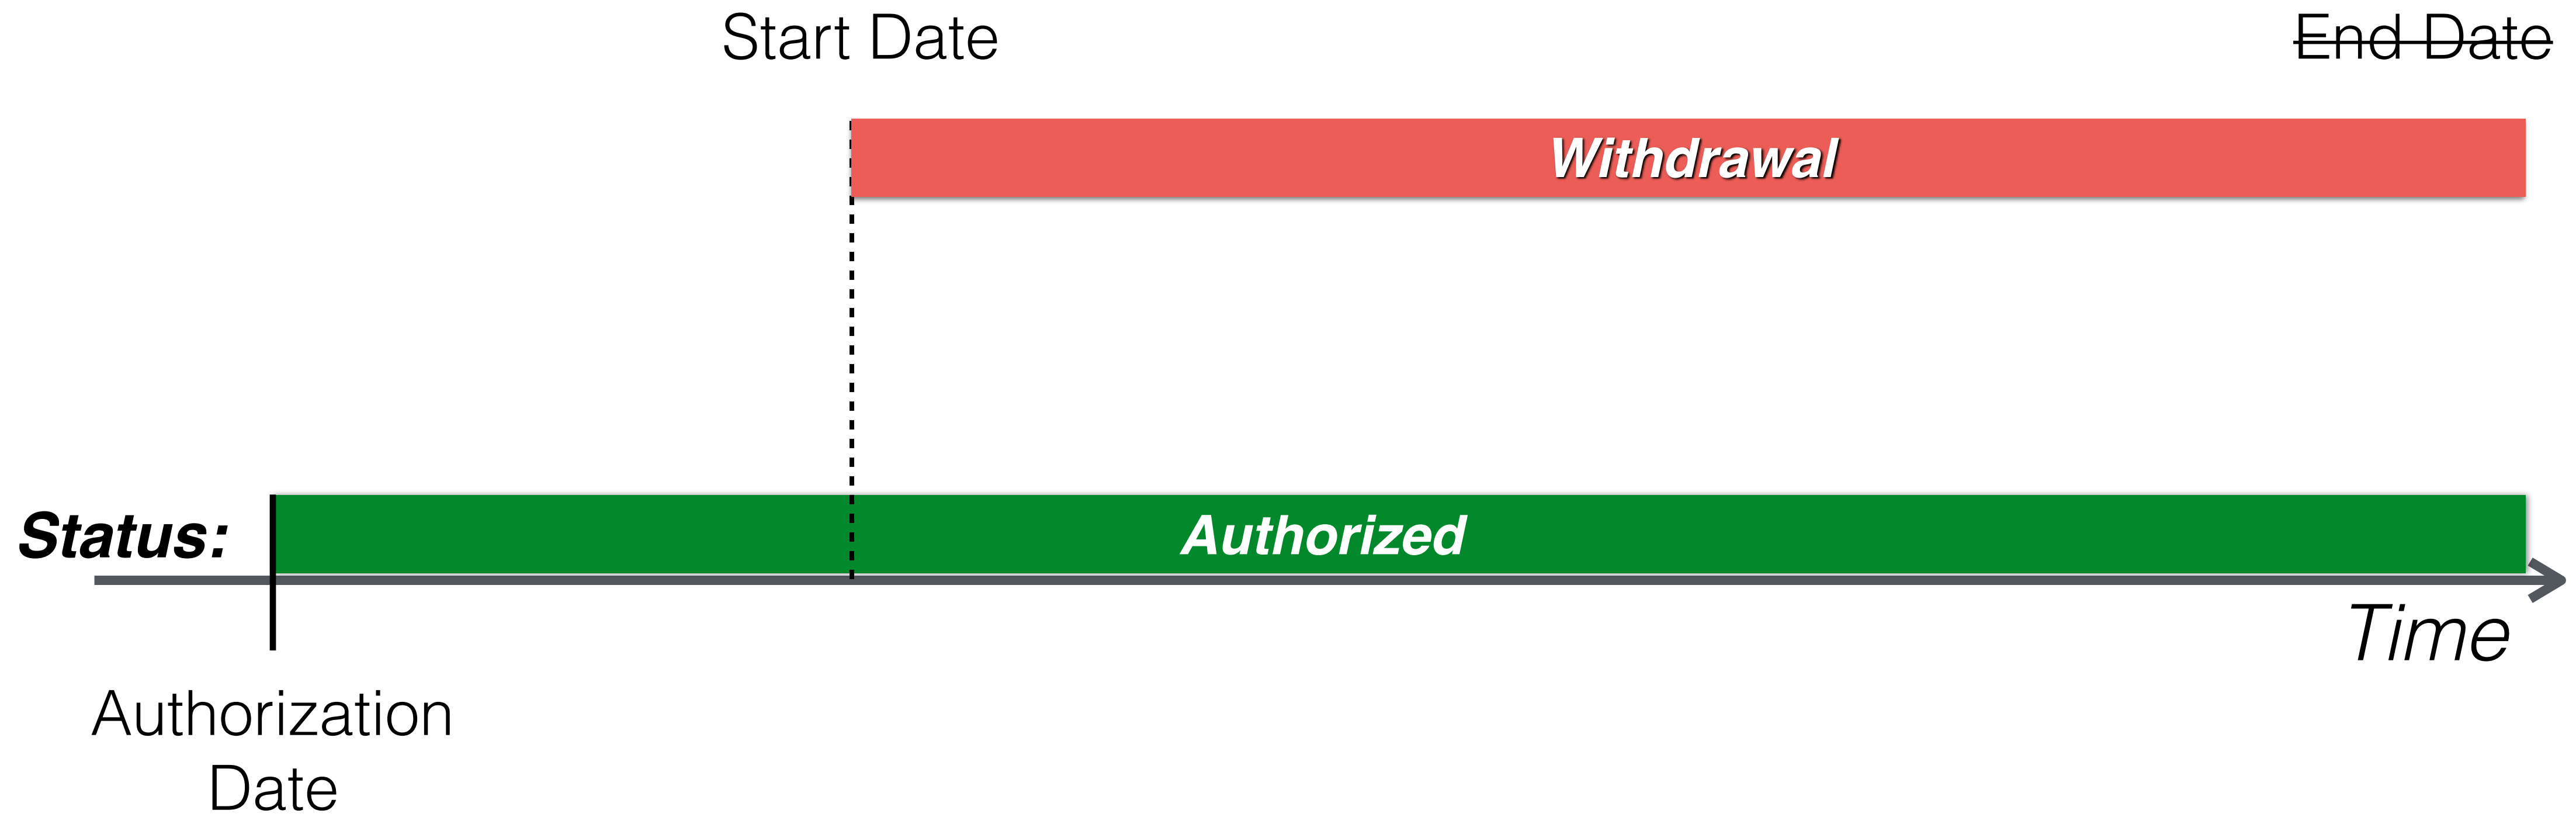 Start Date
End Date
Withdrawal
Status:
Authorized
Time
Authorization
Date